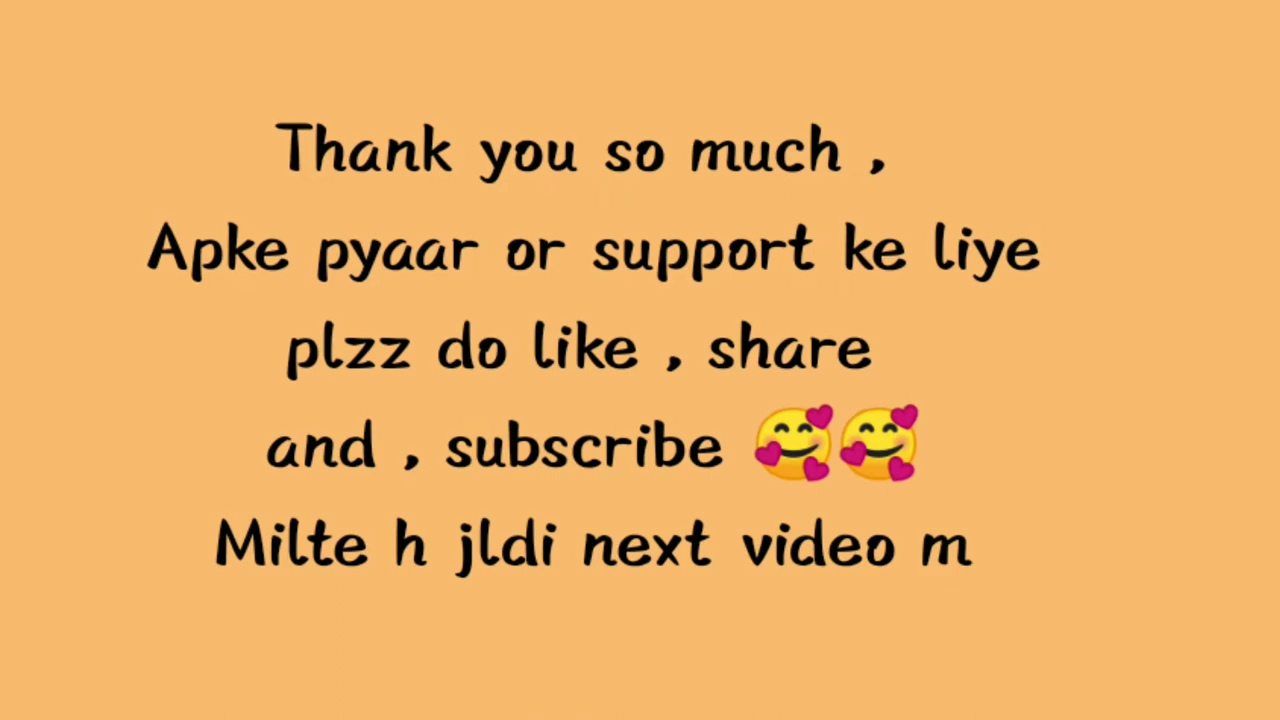 Thank you so much ,
Apke pyaar or support ke liye
plzz do like , share
and , subscribe 🥰🥰
Milte h jldi next video m